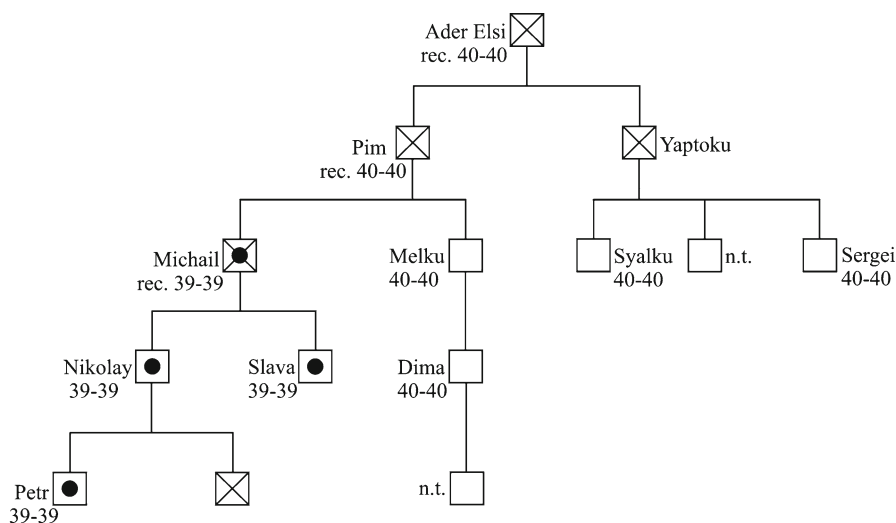 Ader Elsi
rec. 40-40
Pim
rec. 40-40
Yaptoku
Michail
rec. 39-39
Melku
40-40
Syalku
40-40
n.t.
Sergei
40-40
Nikolay
39-39
Slava
39-39
Dima
40-40
Petr
39-39
n.t.